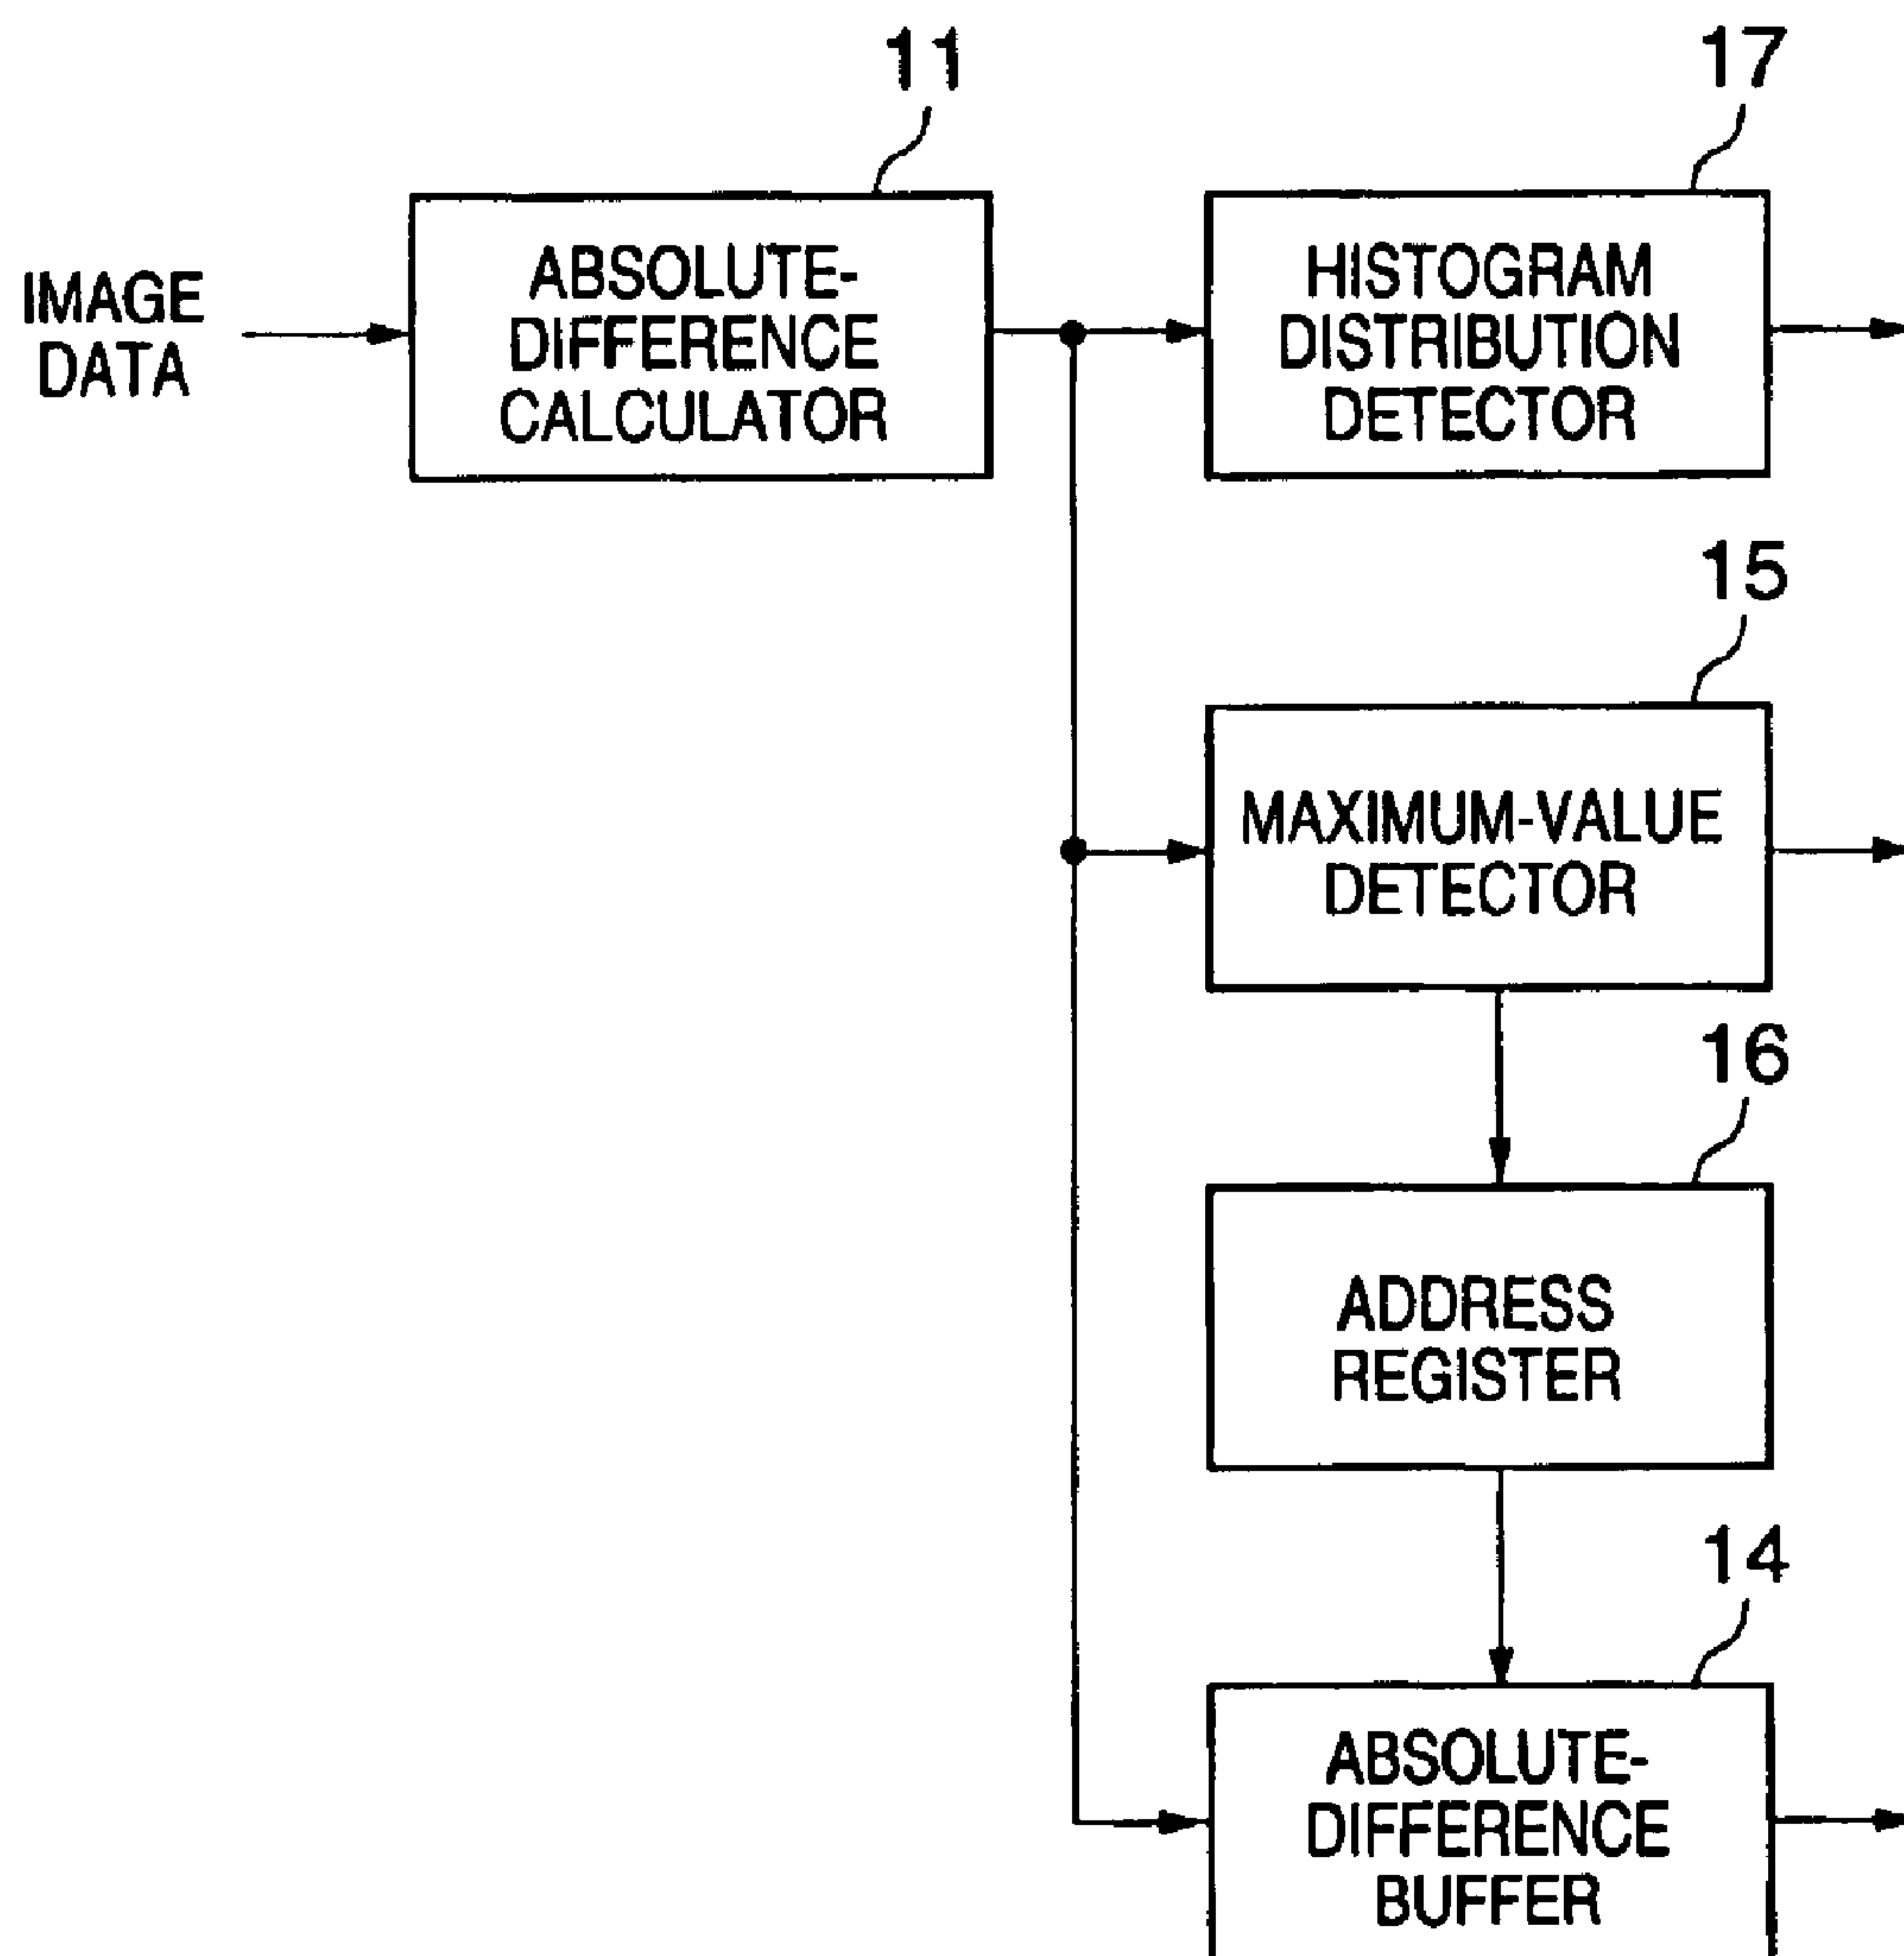 11
17
IMAGE
DATA
ABSOLUTE-
DIFFERENCE
CALCULATOR
HISTOGRAM
DISTRIBUTION
DETECTOR
15
MAXIMUM-VALUE
DETECTOR
16
ADDRESS
REGISTER
14
ABSOLUTE-
DIFFERENCE
BUFFER